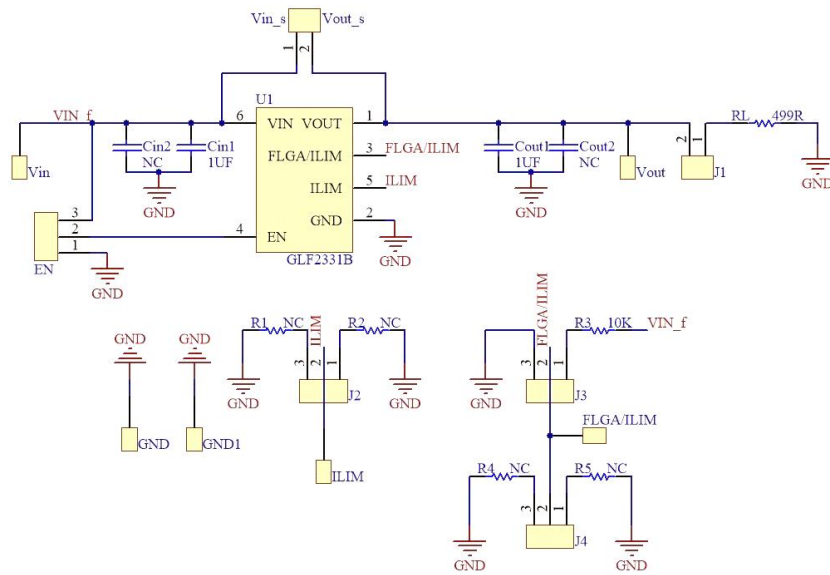 Vin_s Vout_s
1 2
U1
VIN_f
6 VIN VOUT 1
Cin2 Cin1
NC 1UF
FLGA/ILIM 3 FLGA/ILIM
ILIM 5 ILIM
GND 2
4 EN
GLF2331B
GND
Vin
GND
3
2
1
EN
GND
Cout1 Cout2
1UF NC
GND
Vout
2 1
J1
RL 499R
GND
GND GND
GND GND1
R1 NC ILIM R2 NC
3 2 1
GND J2 GND
ILIM
FLGA/ILIM R3 10K VIN_f
3 2 1
GND J3
FLGA/ILIM
R4 NC R5 NC
3 2 1
GND J4 GND